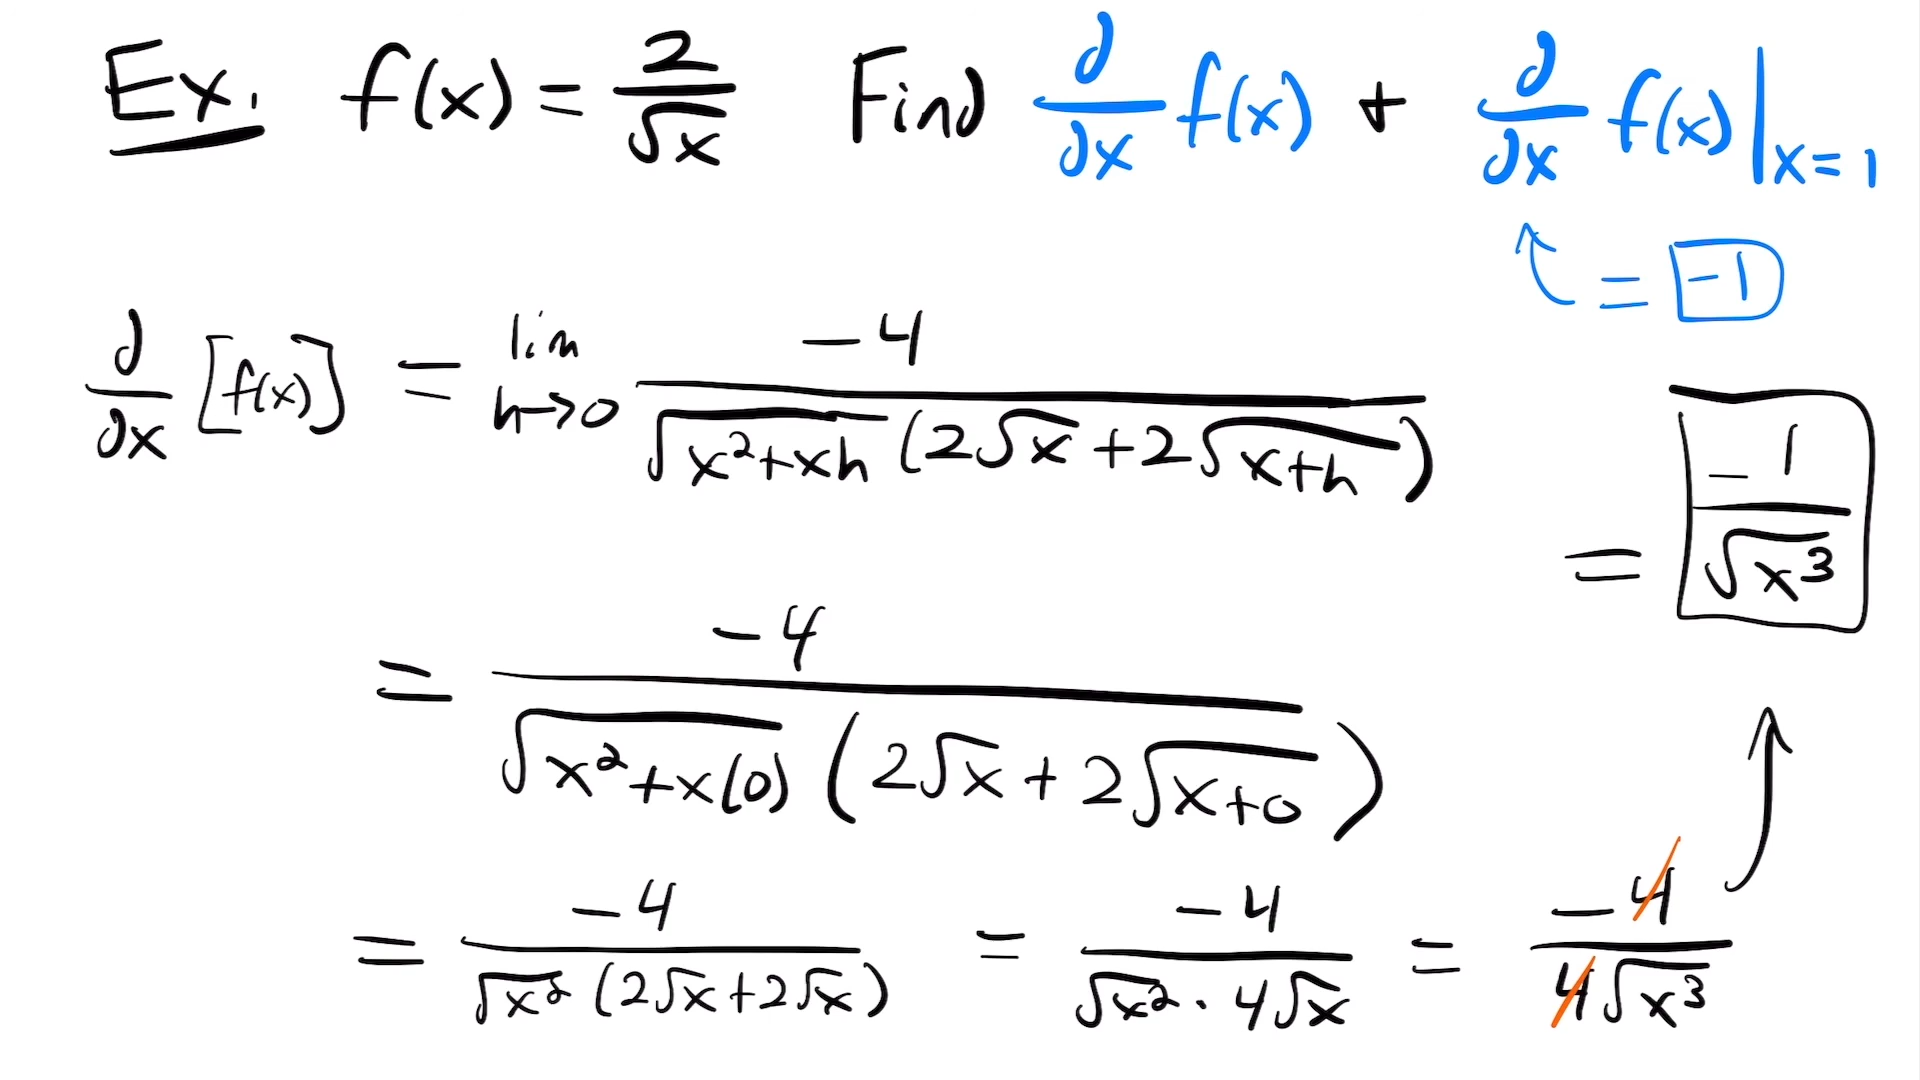 Ex. f(x) = 2/√x Find d/dx f(x) + d/dx f(x)|x=1
= -1
d/dx [f(x)] = lim h→0 -4/(√(x²+xh) (2√x + 2√(x+h)))
= -1/√(x³)
= -4/(√(x²+x(0)) (2√x + 2√(x+0)))
= -4/(√(x²) (2√x + 2√x)) = -4/(√(x²) · 4√x) = -4/(4√(x³))